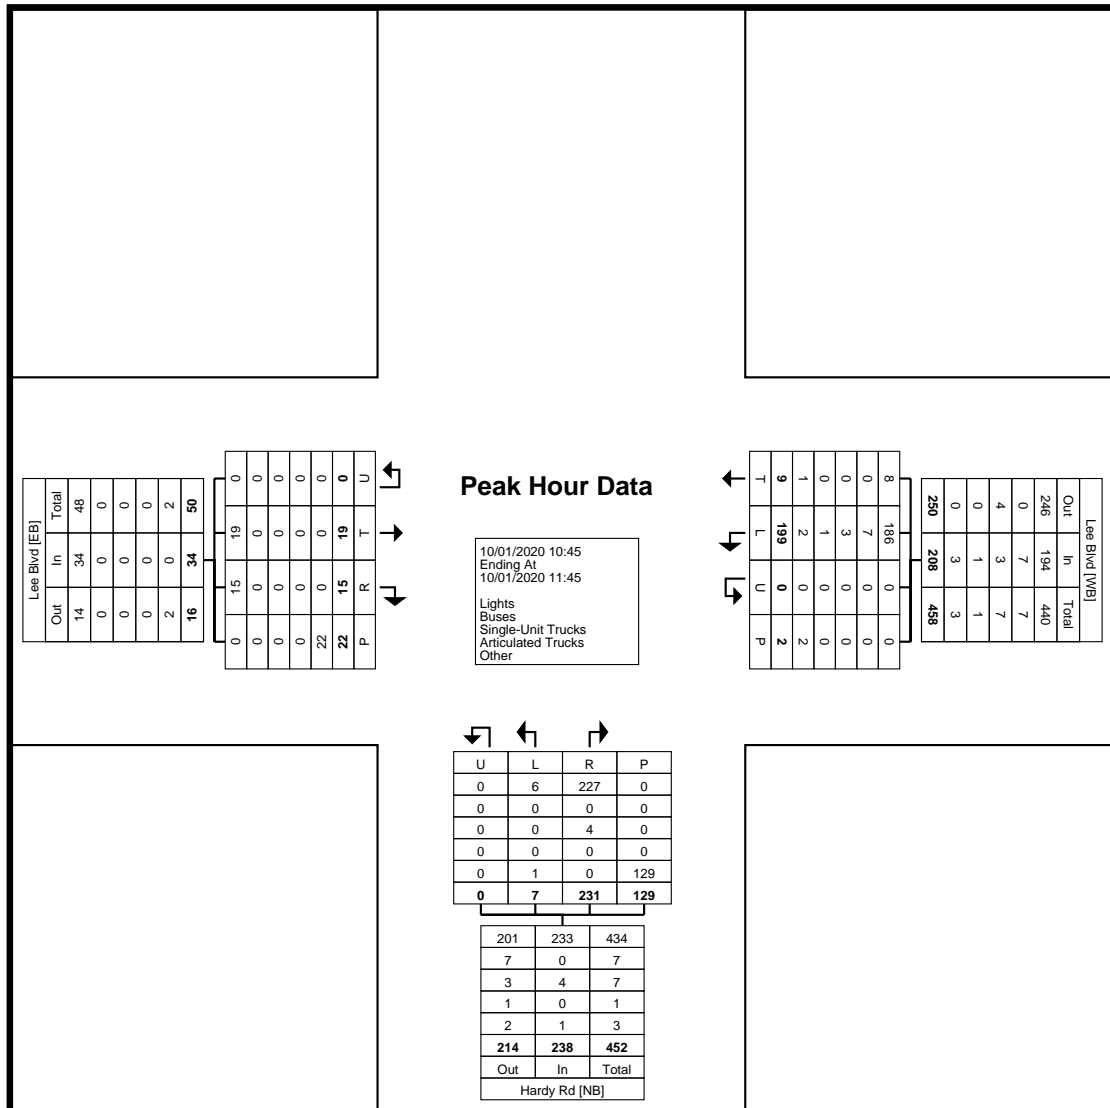 Peak Hour Data
10/01/2020 10:45
Ending At
10/01/2020 11:45
Lights
Buses
Single-Unit Trucks
Articulated Trucks
Other
Lee Blvd [EB]
Total In Out
48 34 14
0 0 0
0 0 0
0 0 0
2 0 2
50 34 16
0 19 15 0
0 0 0 0
0 0 0 0
0 0 0 0
0 0 0 22
0 19 15 22
U T R P
Lee Blvd [WB]
Out In Total
246 194 440
0 7 7
4 3 7
0 1 1
0 3 3
250 208 458
8 186 0 0
0 7 0 0
0 3 0 0
0 1 0 0
1 2 0 2
9 199 0 2
T L U P
U L R P
0 6 227 0
0 0 0 0
0 0 4 0
0 0 0 0
0 1 0 129
0 7 231 129
201 233 434
7 0 7
3 4 7
1 0 1
2 1 3
214 238 452
Out In Total
Hardy Rd [NB]